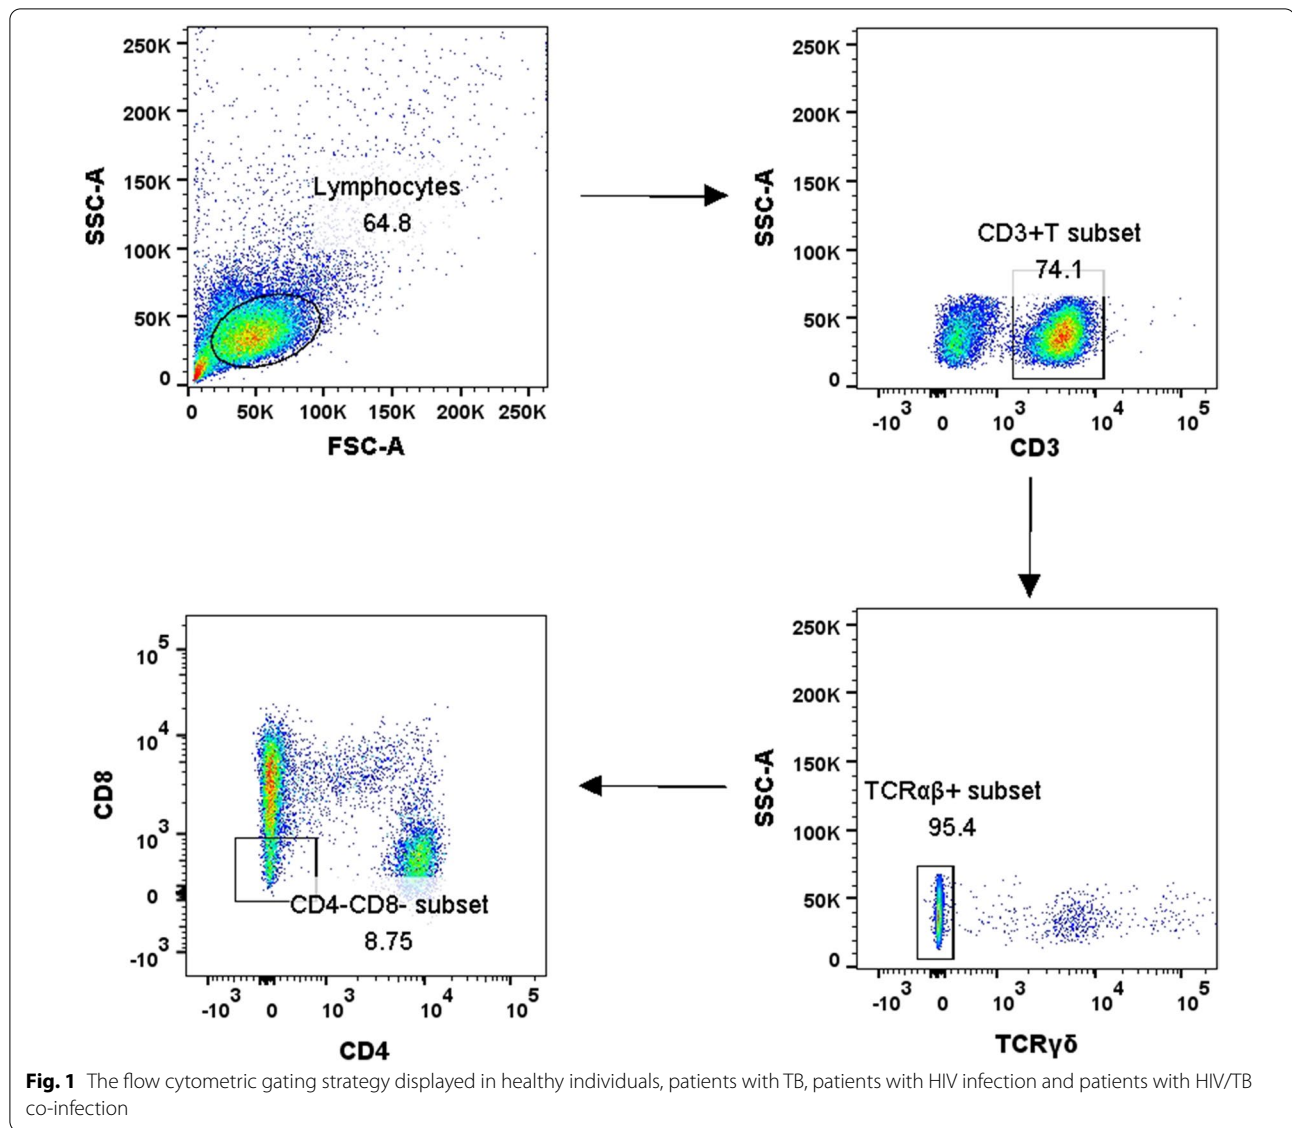 250K
200K
150K
100K
50K
0
SSC-A
Lymphocytes
64.8
0 50K 100K 150K 200K 250K
FSC-A
250K
200K
150K
100K
50K
0
SSC-A
CD3+T subset
74.1
-10³ 0 10³ 10⁴ 10⁵
CD3
10⁵
10⁴
10³
0
-10³
CD8
CD4-CD8- subset
8.75
-10³ 0 10³ 10⁴ 10⁵
CD4
250K
200K
150K
100K
50K
0
SSC-A
TCRαβ+ subset
95.4
-10³ 0 10³ 10⁴ 10⁵
TCRγδ
Fig. 1 The flow cytometric gating strategy displayed in healthy individuals, patients with TB, patients with HIV infection and patients with HIV/TB
co-infection